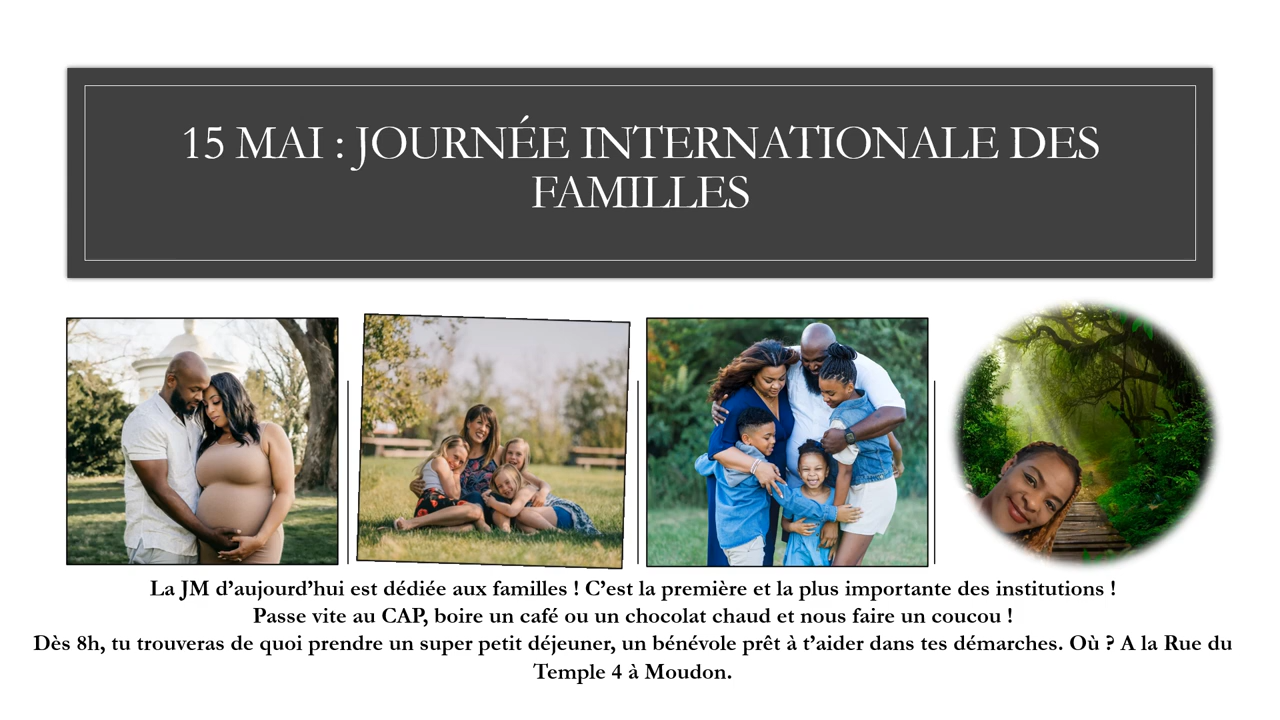 15 MAI : JOURNÉE INTERNATIONALE DES
FAMILLES
La JM d’aujourd’hui est dédiée aux familles ! C’est la première et la plus importante des institutions !
Passe vite au CAP, boire un café ou un chocolat chaud et nous faire un coucou !
Dès 8h, tu trouveras de quoi prendre un super petit déjeuner, un bénévole prêt à t’aider dans tes démarches. Où ? A la Rue du
Temple 4 à Moudon.